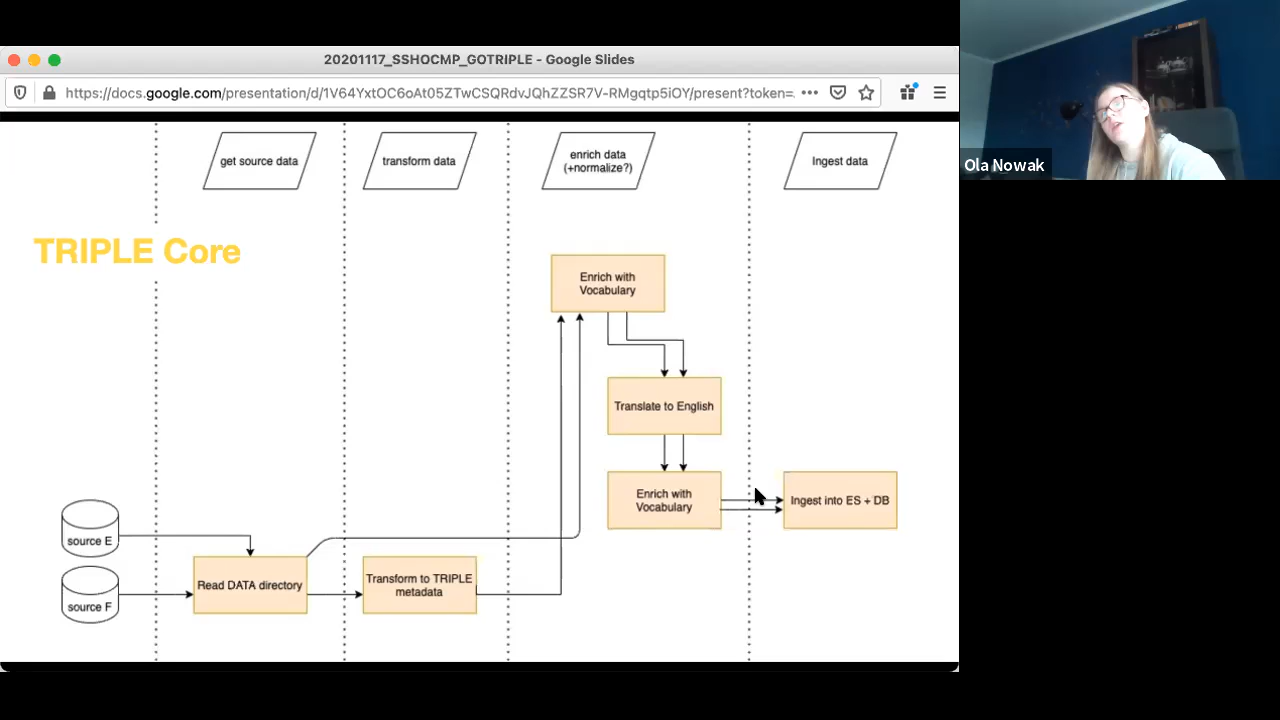 20201117_SSHOCMP_GOTRIPLE - Google Slides
https://docs.google.com/presentation/d/1V64YxtOC6oAt05ZTwCSQRdvJQhZZSR7V-RMgqtp5iOY/present?token=
Ola Nowak
get source data
transform data
enrich data
(+normalize?)
Ingest data
TRIPLE Core
Enrich with
Vocabulary
Translate to English
Enrich with
Vocabulary
Ingest into ES + DB
source E
source F
Read DATA directory
Transform to TRIPLE
metadata